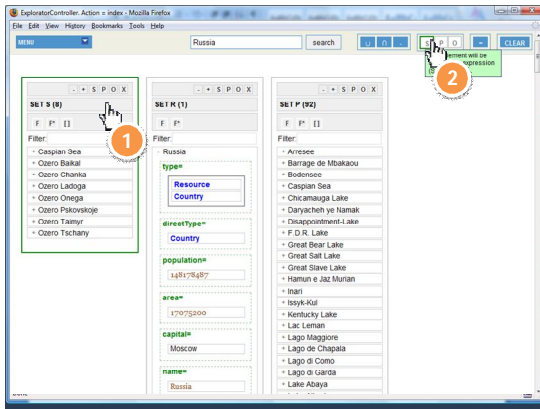 ExploratorController. Action = index - Mozilla Firefox
File Edit View History Bookmarks Tools Help
MENU Russia search ∪ ∩ - S P O = CLEAR
will be
expression
2
- + S P O X
SET S (8)
F F* []
Filter:
+ Caspian Sea
+ Ozero Baikal
+ Ozero Chanka
+ Ozero Ladoga
+ Ozero Onega
+ Ozero Pskovskoje
+ Ozero Taimyr
+ Ozero Tschany
1
- + S P O X
SET R (1)
F F*
Filter:
- Russia
type=
Resource
Country
directType=
Country
population=
148178487
area=
17075200
capital=
Moscow
name=
Russia
- + S P O X
SET P (92)
F F* []
Filter:
+ Arresee
+ Barrage de Mbakaou
+ Bodensee
+ Caspian Sea
+ Chicamauga Lake
+ Daryacheh ye Namak
+ Disappointment-Lake
+ F.D.R. Lake
+ Great Bear Lake
+ Great Salt Lake
+ Great Slave Lake
+ Hamun e Jaz Murian
+ Inari
+ Issyk-Kul
+ Kentucky Lake
+ Lac Leman
+ Lago Maggiore
+ Lago de Chapala
+ Lago di Como
+ Lago di Garda
+ Lake Abaya